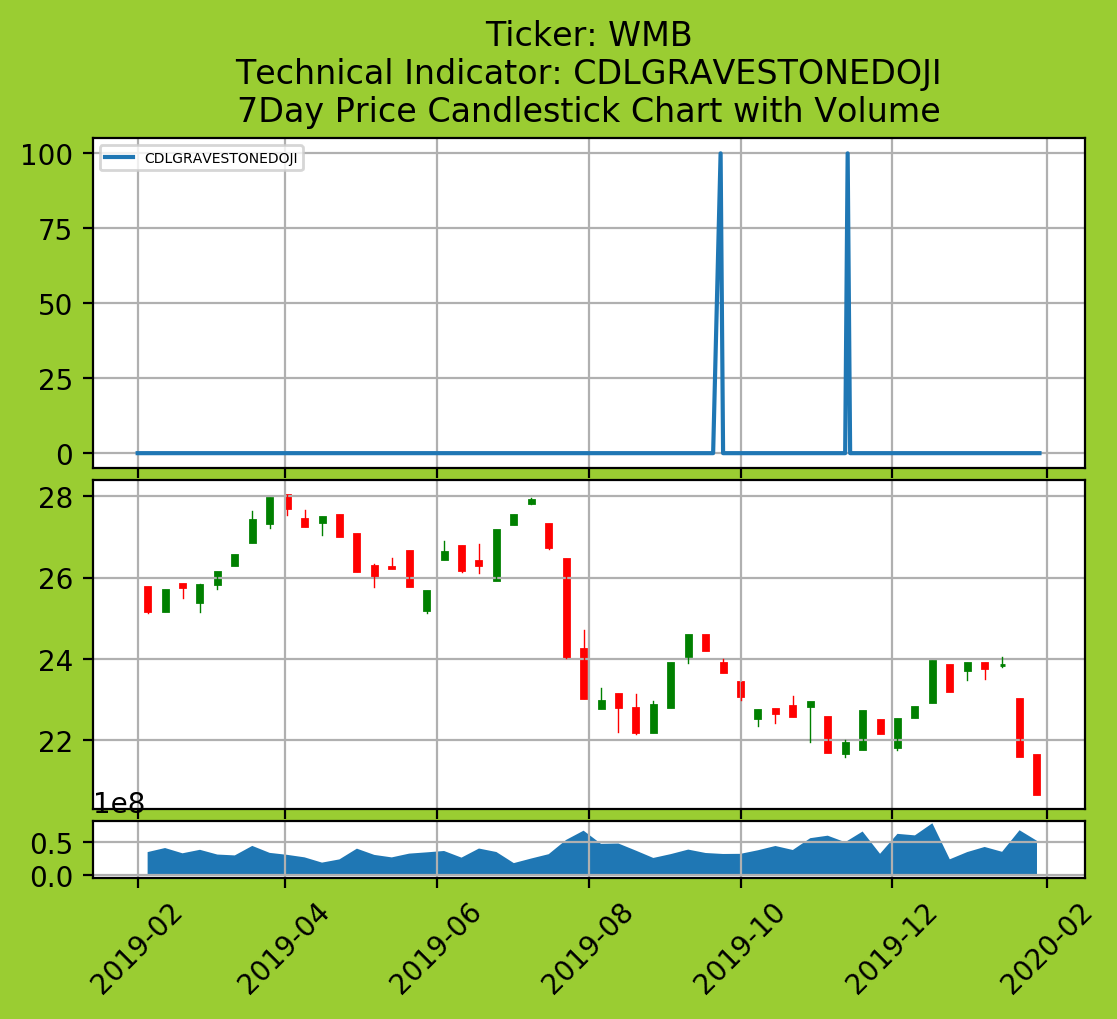 Ticker: WMB
Technical Indicator: CDLGRAVESTONEDOJI
7Day Price Candlestick Chart with Volume
CDLGRAVESTONEDOJI
100
75
50
25
0
28
26
24
22
1e8
0.5
0.0
2019-02 2019-04 2019-06 2019-08 2019-10 2019-12 2020-02